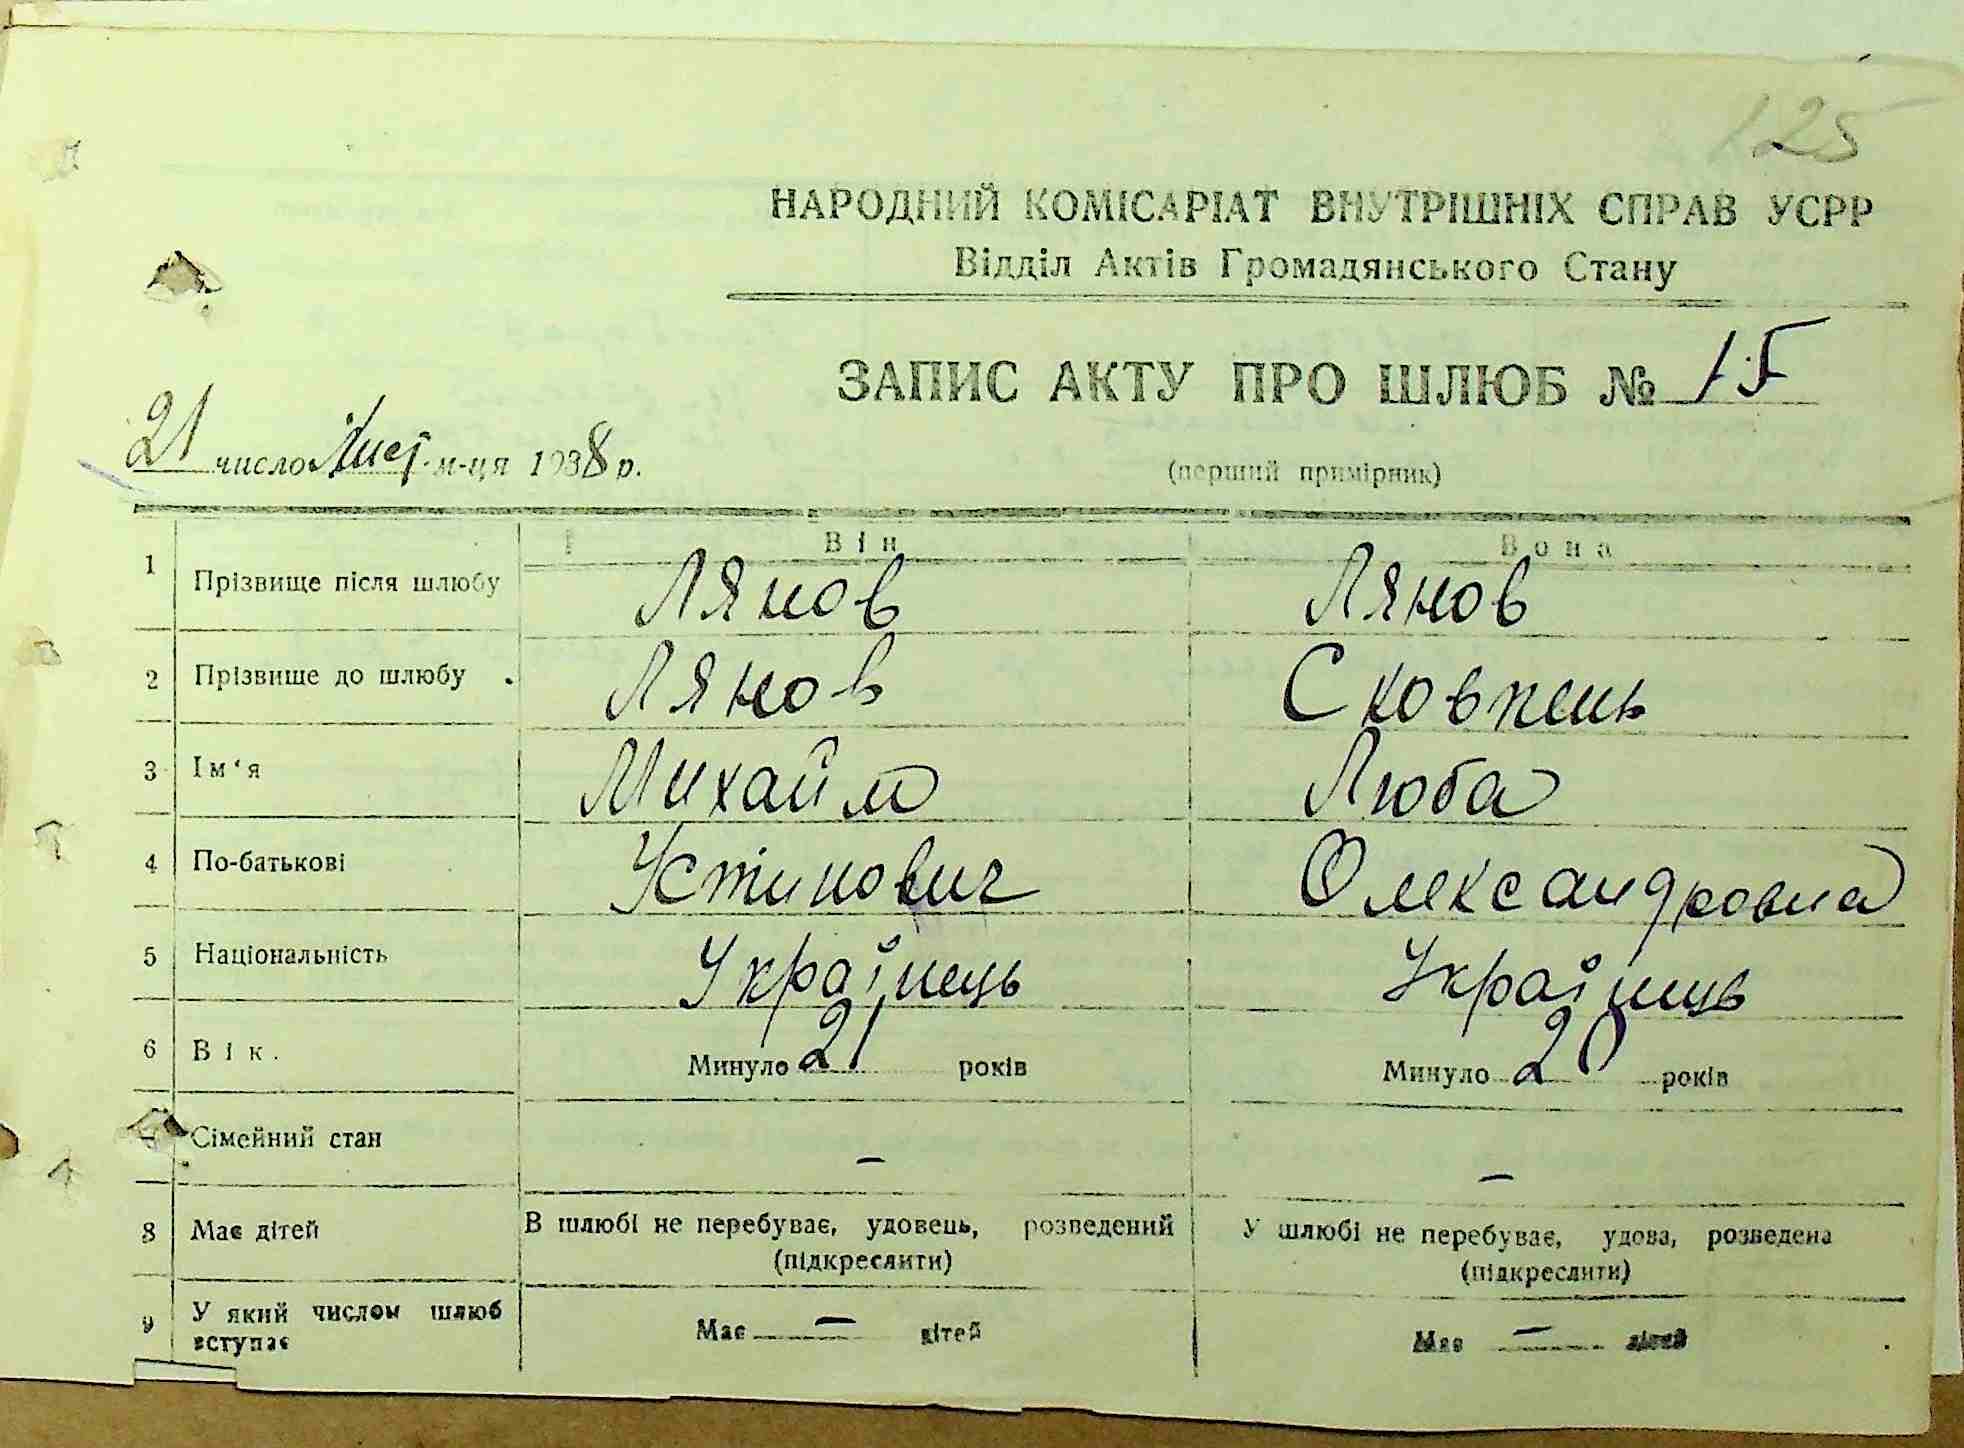 125
НАРОДНИЙ КОМІСАРІАТ ВНУТРІШНІХ СПРАВ УСРР
Відділ Актів Громадянського Стану
ЗАПИС АКТУ ПРО ШЛЮБ № 15
21 число Лист. м-ця 1938 р.
(перший примірник)
Він Вона
1 Прізвище після шлюбу Лянов Лянов
2 Прізвише до шлюбу Лянов Сковпень
3 Ім‘я Михайло Люба
4 По-батькові Устинович Олександровна
5 Національність Українець Українець
6 Вік. Минуло 21 років Минуло 20 років
Сімейний стан – –
8 Має дітей В шлюбі не перебуває, удовець, розведений У шлюбі не перебуває, удова, розведена
(підкреслити) (підкреслити)
9 У який числом шлюб вступає Має – дітей Має – дітей